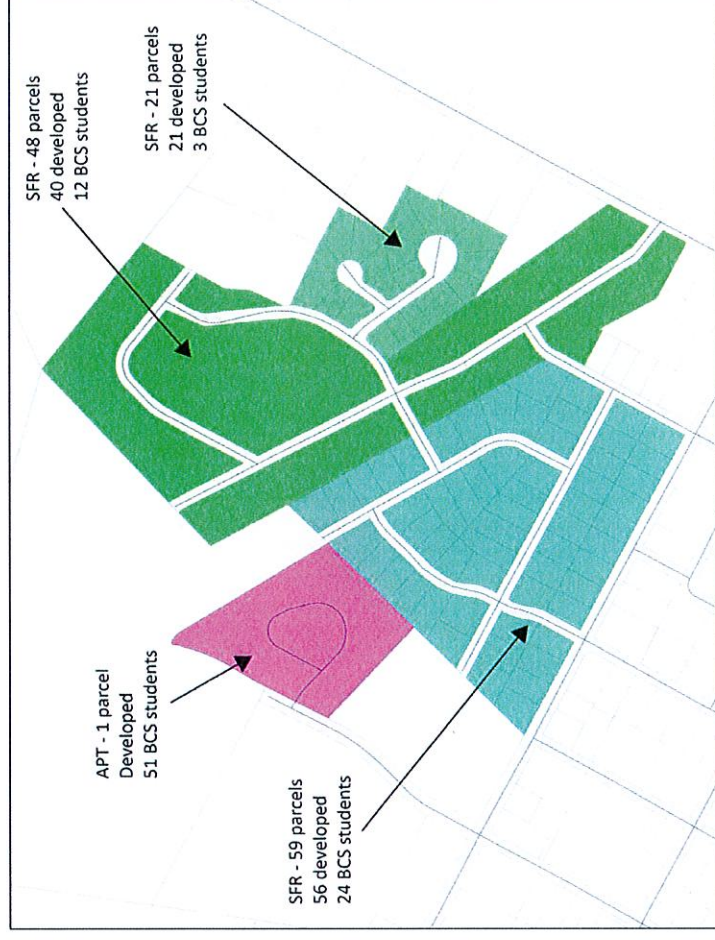 SFR - 48 parcels
40 developed
12 BCS students
SFR - 21 parcels
21 developed
3 BCS students
APT - 1 parcel
Developed
51 BCS students
SFR - 59 parcels
56 developed
24 BCS students